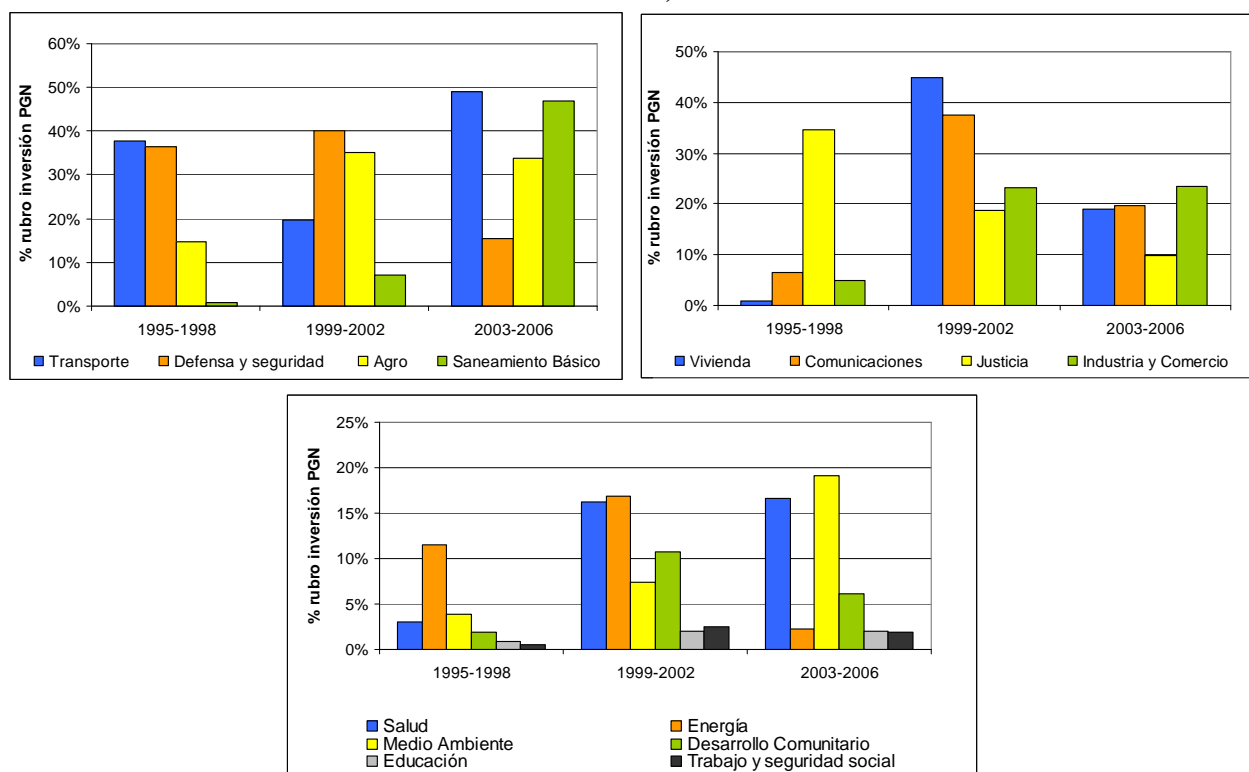 60%
50%
40%
30%
20%
10%
0%
% rubro inversión PGN
1995-1998 1999-2002 2003-2006
Transporte Defensa y seguridad Agro Saneamiento Básico
50%
40%
30%
20%
10%
0%
% rubro inversión PGN
1995-1998 1999-2002 2003-2006
Vivienda Comunicaciones Justicia Industria y Comercio
25%
20%
15%
10%
5%
0%
% rubro inversión PGN
1995-1998 1999-2002 2003-2006
Salud Energía
Medio Ambiente Desarrollo Comunitario
Educación Trabajo y seguridad social